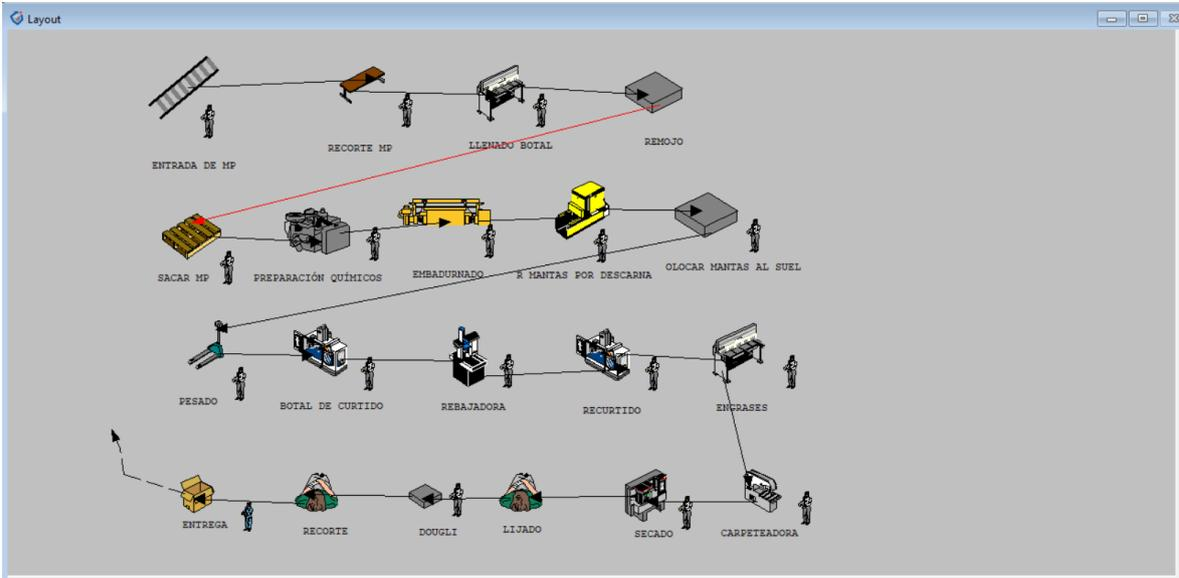 Layout
ENTRADA DE MP
RECORTE MP
LLENADO BOTAL
REMOJO
SACAR MP
PREPARACIÓN QUÍMICOS
EMBADURNADO
R MANTAS POR DESCARNA
OLOCAR MANTAS AL SUEL
PESADO
BOTAL DE CURTIDO
REBAJADORA
RECURTIDO
ENGRASES
ENTREGA
RECORTE
DOUGLI
LIJADO
SECADO
CARPETEADORA